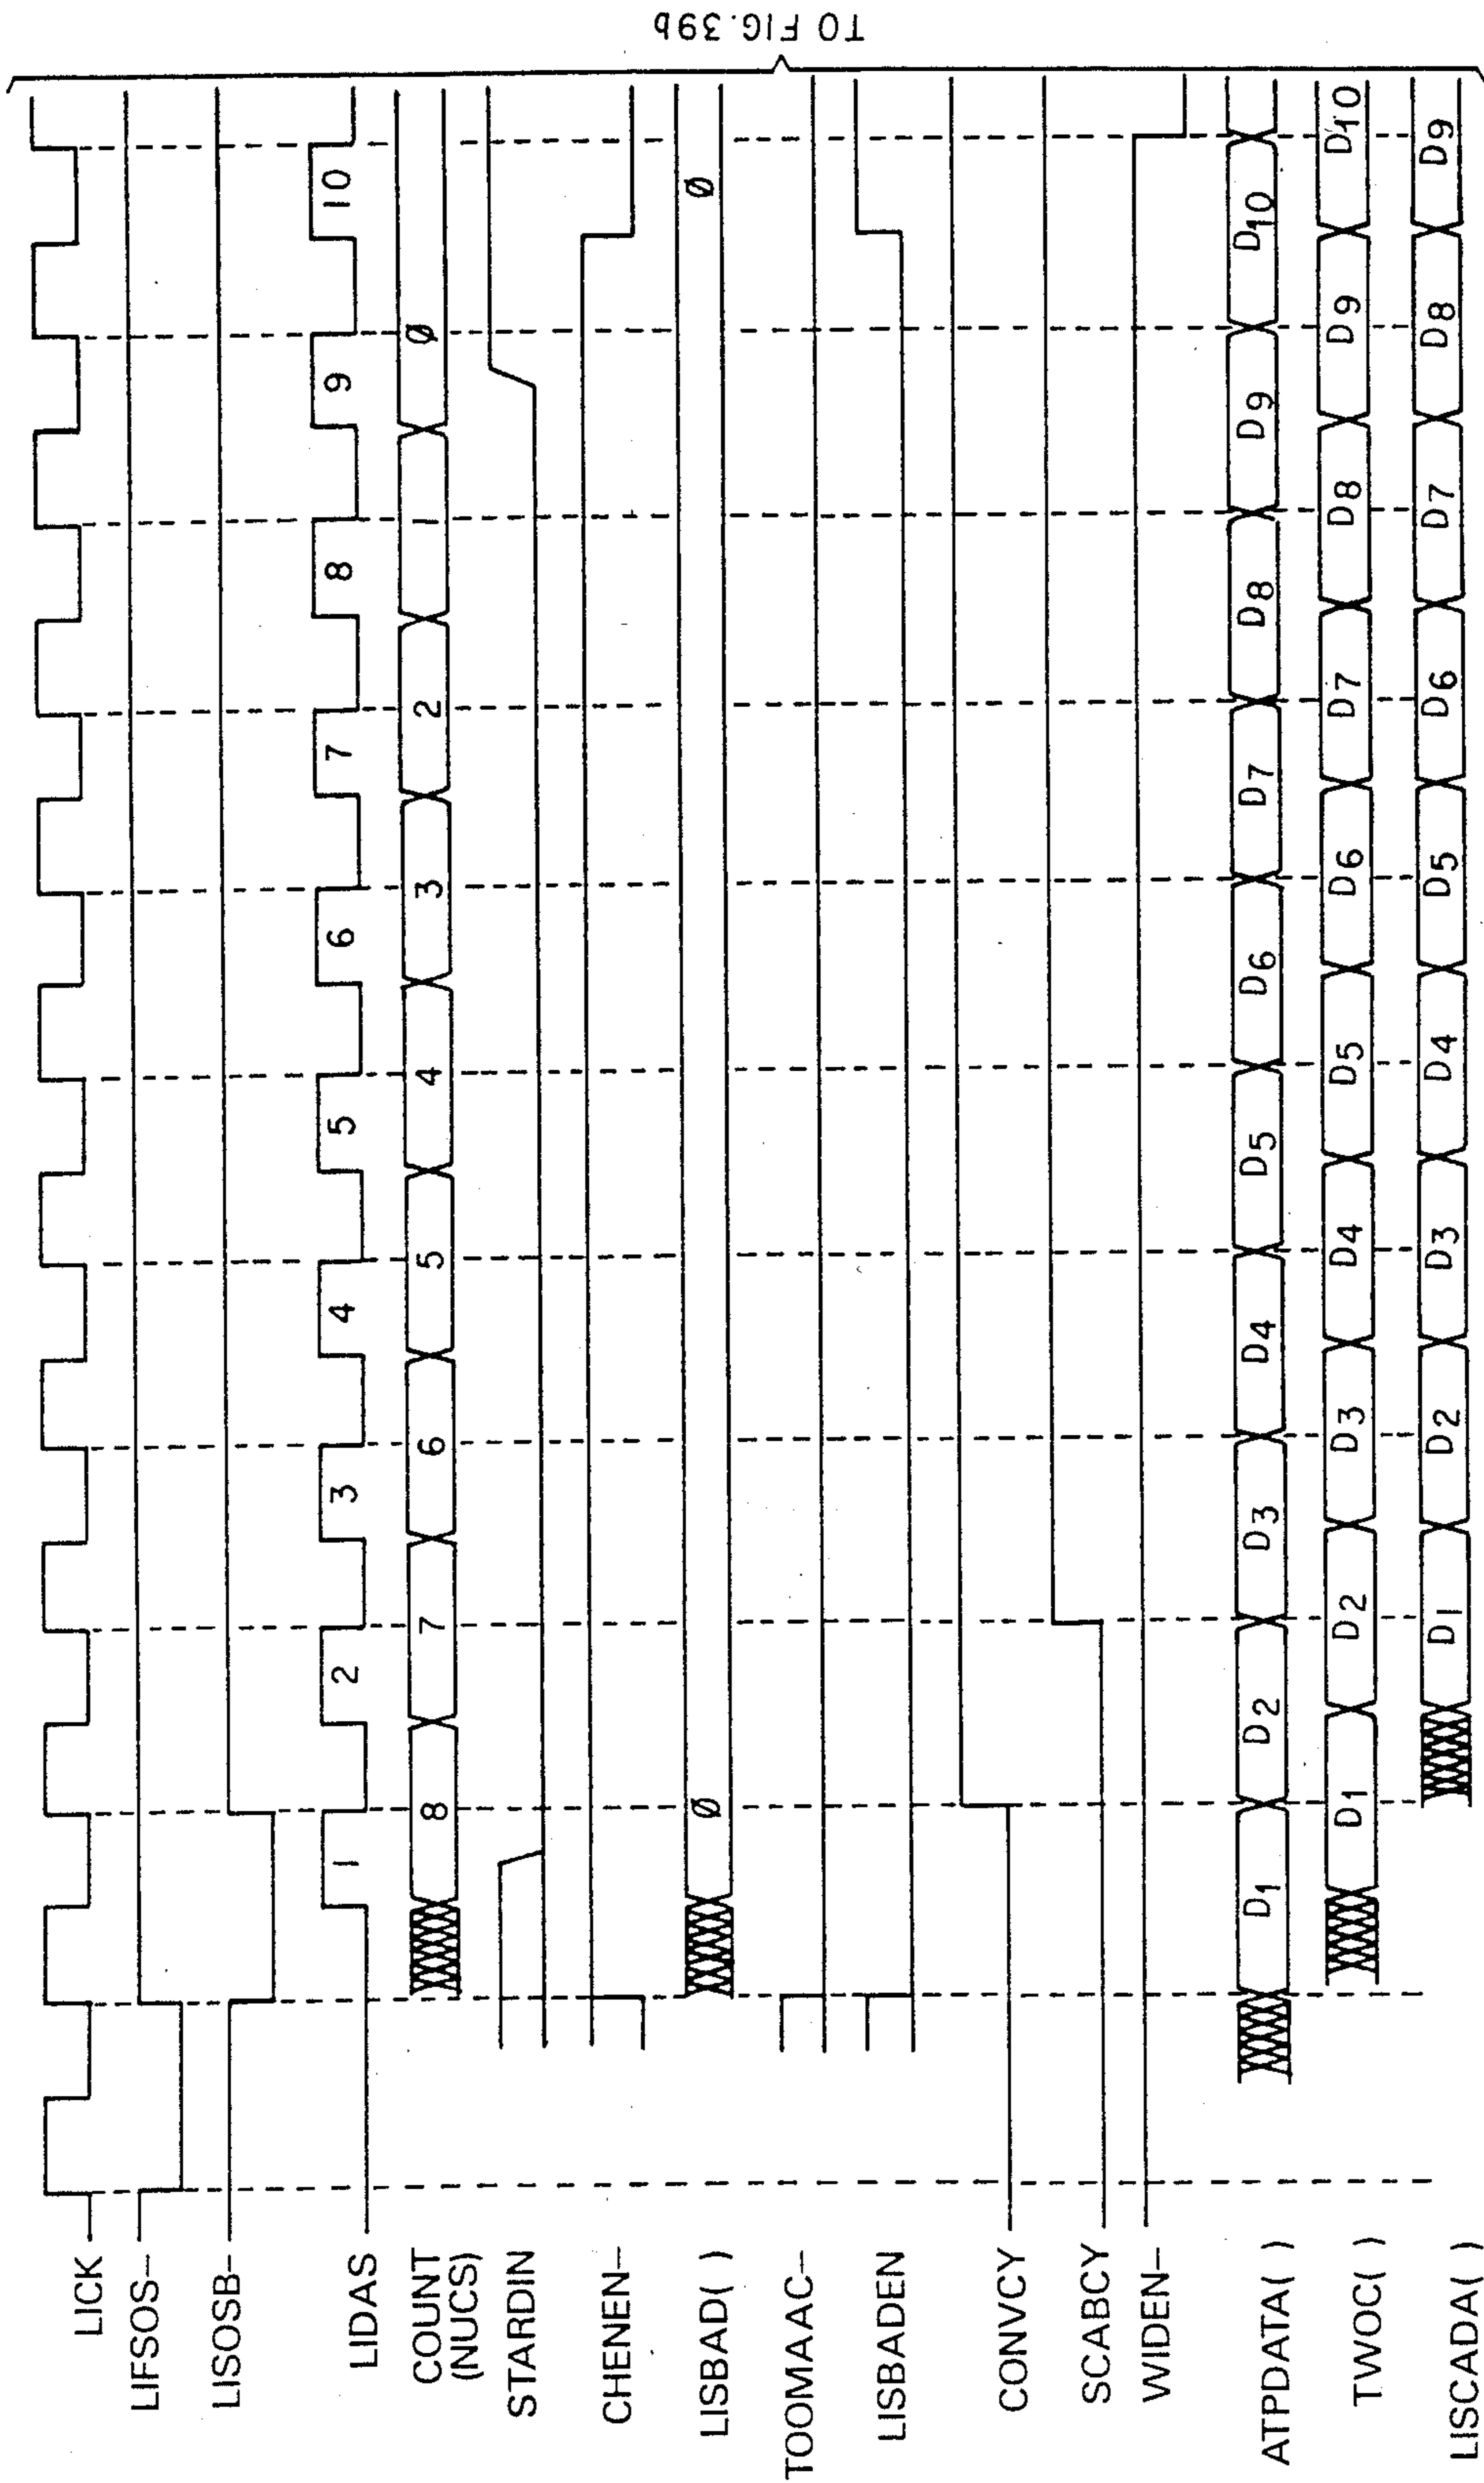 LICK
LIFSOS–
LISOSB–
LIDAS 1 2 3 4 5 6 7 8 9 10
COUNT (NUCS) 8 7 6 5 4 3 2 1 Ø
STARDIN
CHENEN–
LISBAD( ) Ø Ø
TOOMAAC–
LISBADEN
CONVCY
SCABCY
WIDEN–
ATPDATA( ) D1 D2 D3 D4 D5 D6 D7 D8 D9 D10
TWOC( ) D1 D2 D3 D4 D5 D6 D7 D8 D9 D10
LISCADA( ) D1 D2 D3 D4 D5 D6 D7 D8 D9
TO FIG.39b